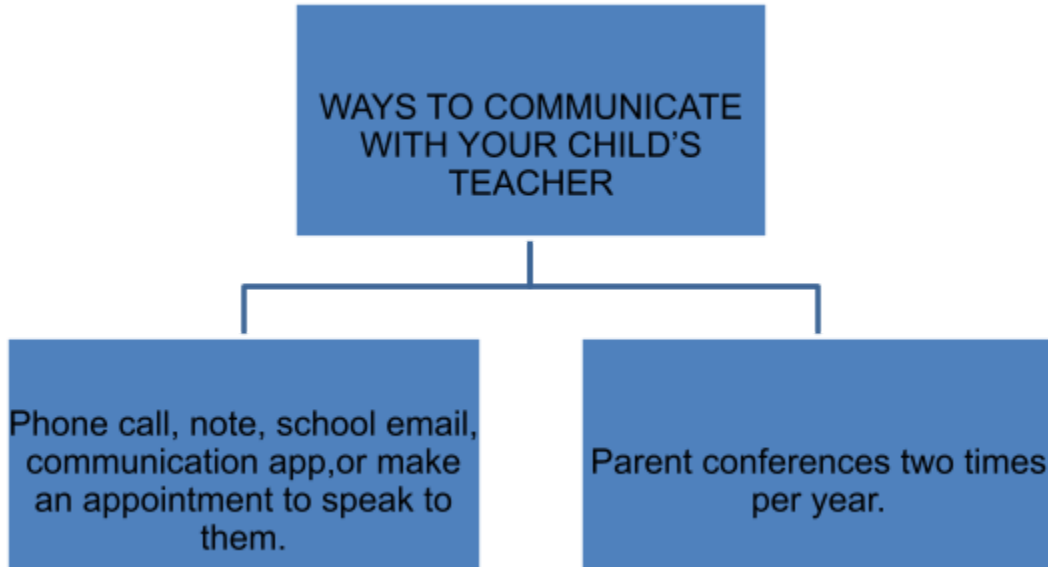 WAYS TO COMMUNICATE
WITH YOUR CHILD'S
TEACHER
Phone call, note, school email,
communication app,or make
an appointment to speak to
them.
Parent conferences two times
per year.